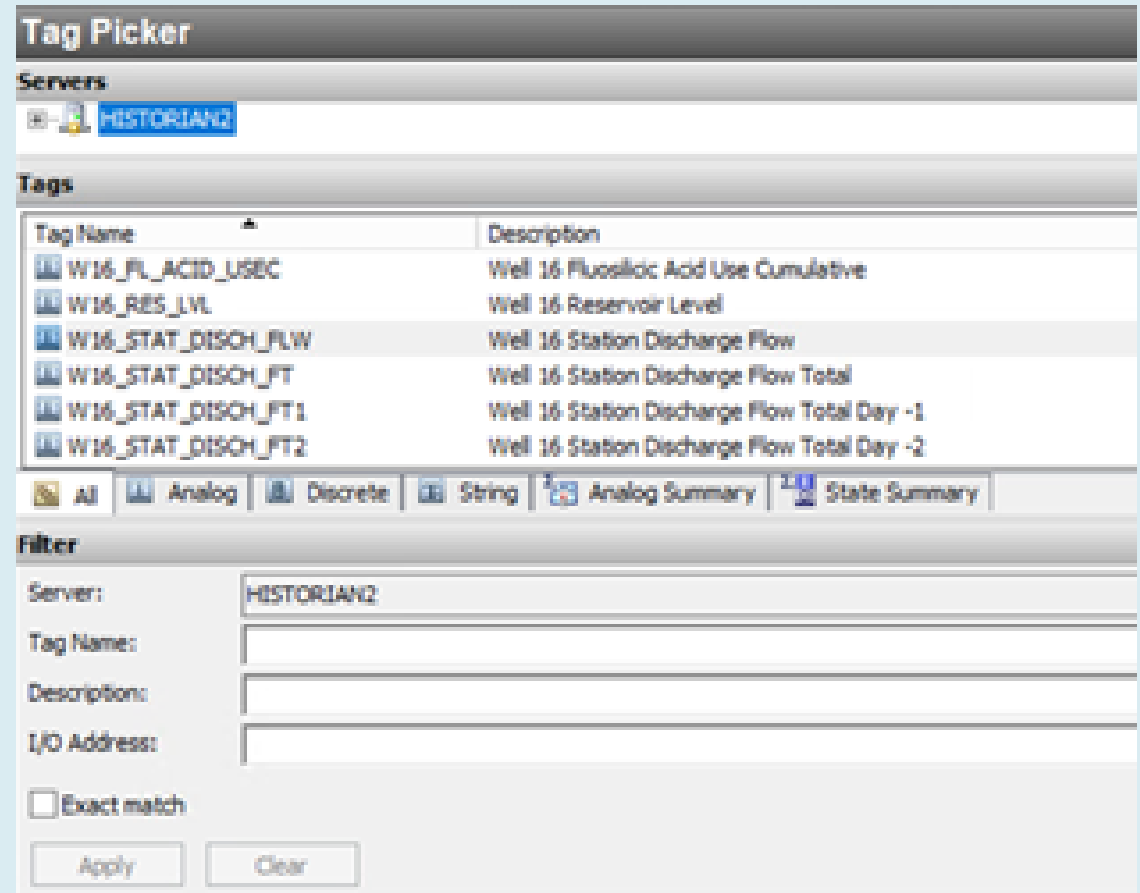 Tag Picker
Servers
HISTORIAN2
Tags
Tag Name Description
W16_FL_ACID_USEC Well 16 Fluosilicic Acid Use Cumulative
W16_RES_LVL Well 16 Reservoir Level
W16_STAT_DISCH_FLW Well 16 Station Discharge Flow
W16_STAT_DISCH_FT Well 16 Station Discharge Flow Total
W16_STAT_DISCH_FT1 Well 16 Station Discharge Flow Total Day -1
W16_STAT_DISCH_FT2 Well 16 Station Discharge Flow Total Day -2
All Analog Discrete String Analog Summary State Summary
Filter
Server: HISTORIAN2
Tag Name:
Description:
I/O Address:
Exact match
Apply Clear